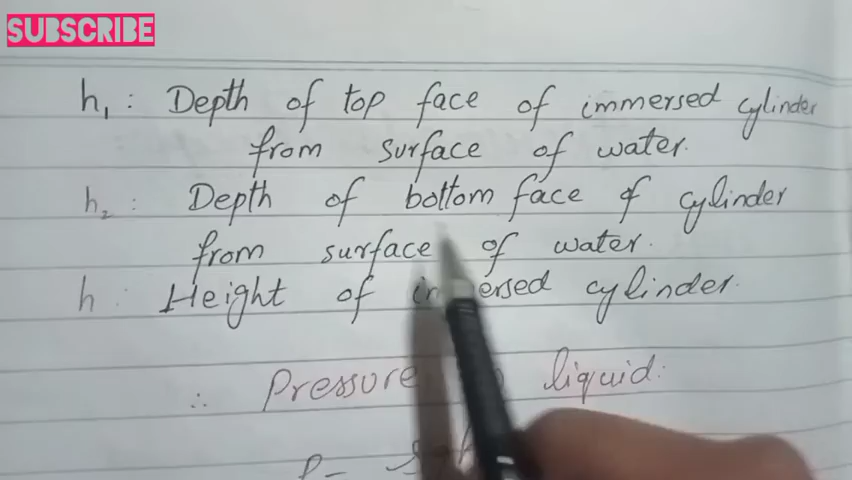 SUBSCRIBE
h₁ : Depth of top face of immersed cylinder
from surface of water.
h₂ : Depth of bottom face of cylinder
from surface of water.
h : Height of cylinder.
∴ Pressure liquid.
P =